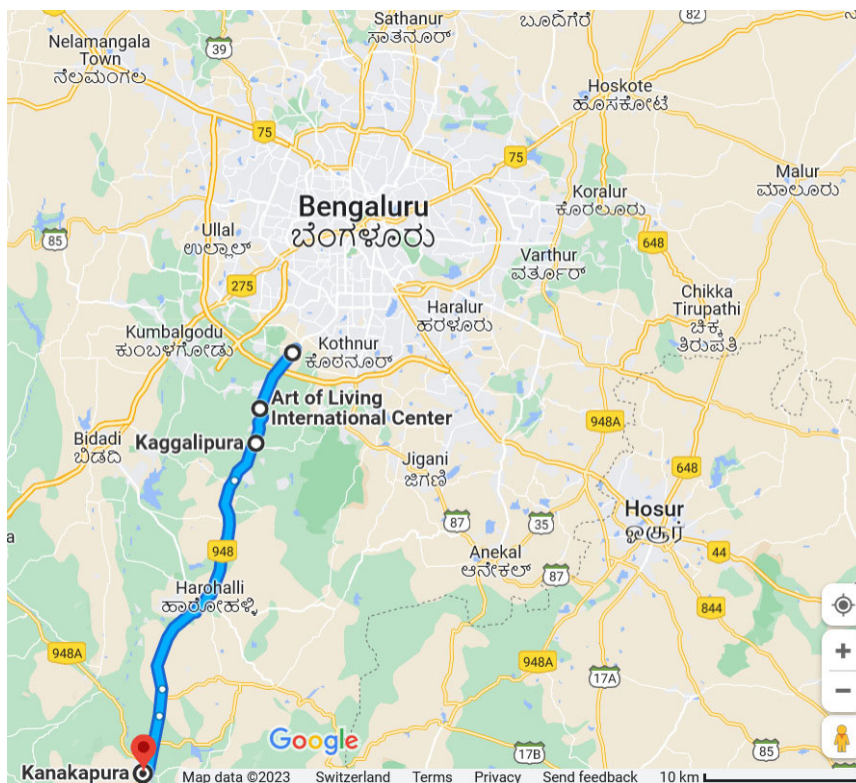 Sathanur
ಸಾತನೂರ್
ಬೂದಿಗೆರೆ
82
Nelamangala
Town
ನೆಲಮಂಗಲ
39
Hoskote
ಹೊಸಕೋಟೆ
75
75
Malur
ಮಾಲೂರು
Koralur
ಕೊರಲೂರು
Bengaluru
ಬೆಂಗಳೂರು
Ullal
ಉಲ್ಲಾಳ್
85
648
Varthur
ವರ್ತೂರ್
275
Chikka
Tirupathi
ಚಿಕ್ಕ
ತಿರುಪತಿ
Haralur
ಹರಳೂರು
Kumbalgodu
ಕುಂಬಳಗೋಡು
Kothnur
ಕೊಠನೂರ್
Art of Living
International Center
948A
Bidadi
ಬಿಡದಿ
Kaggalipura
Jigani
ಜಿಗಣಿ
648
Hosur
ஓசூர்
87
35
948
Anekal
ಆನೇಕಲ್
44
87
Harohalli
ಹಾರೋಹಳ್ಳಿ
844
948A
948A
17A
Google
17B
85
Kanakapura
Map data ©2023 Switzerland Terms Privacy Send feedback 10 km